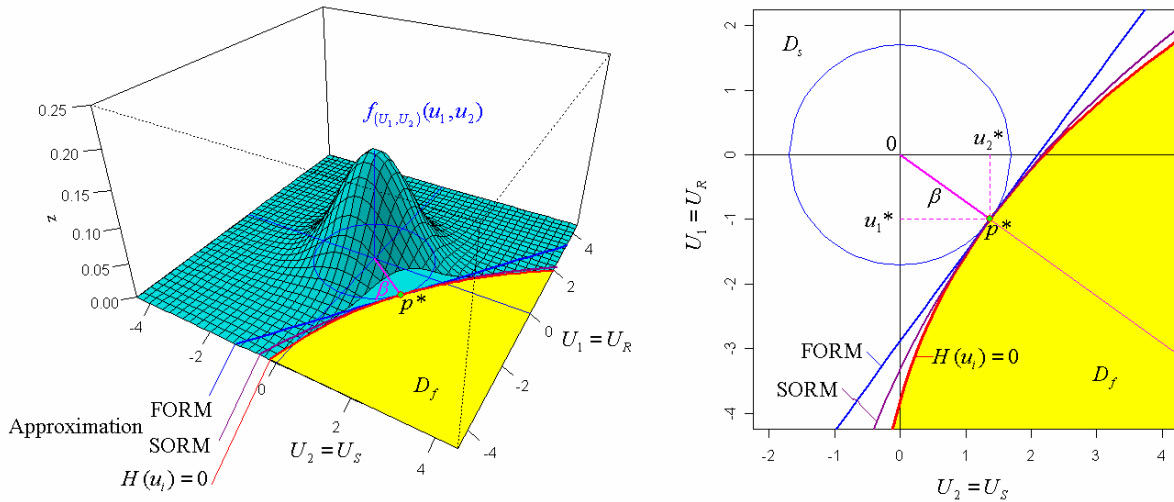 0.25
0.20
0.15
0.10
0.05
0.00
z
f(U1,U2)(u1,u2)
-4
-2
0
2
4
U2=US
4
2
0
-2
-4
U1=UR
β
p*
Df
Approximation
FORM
SORM
H(ui)=0
2
1
0
-1
-2
-3
-4
U1=UR
Ds
0
u2*
β
u1*
p*
FORM
SORM
H(ui)=0
Df
-2
-1
0
1
2
3
4
U2=US